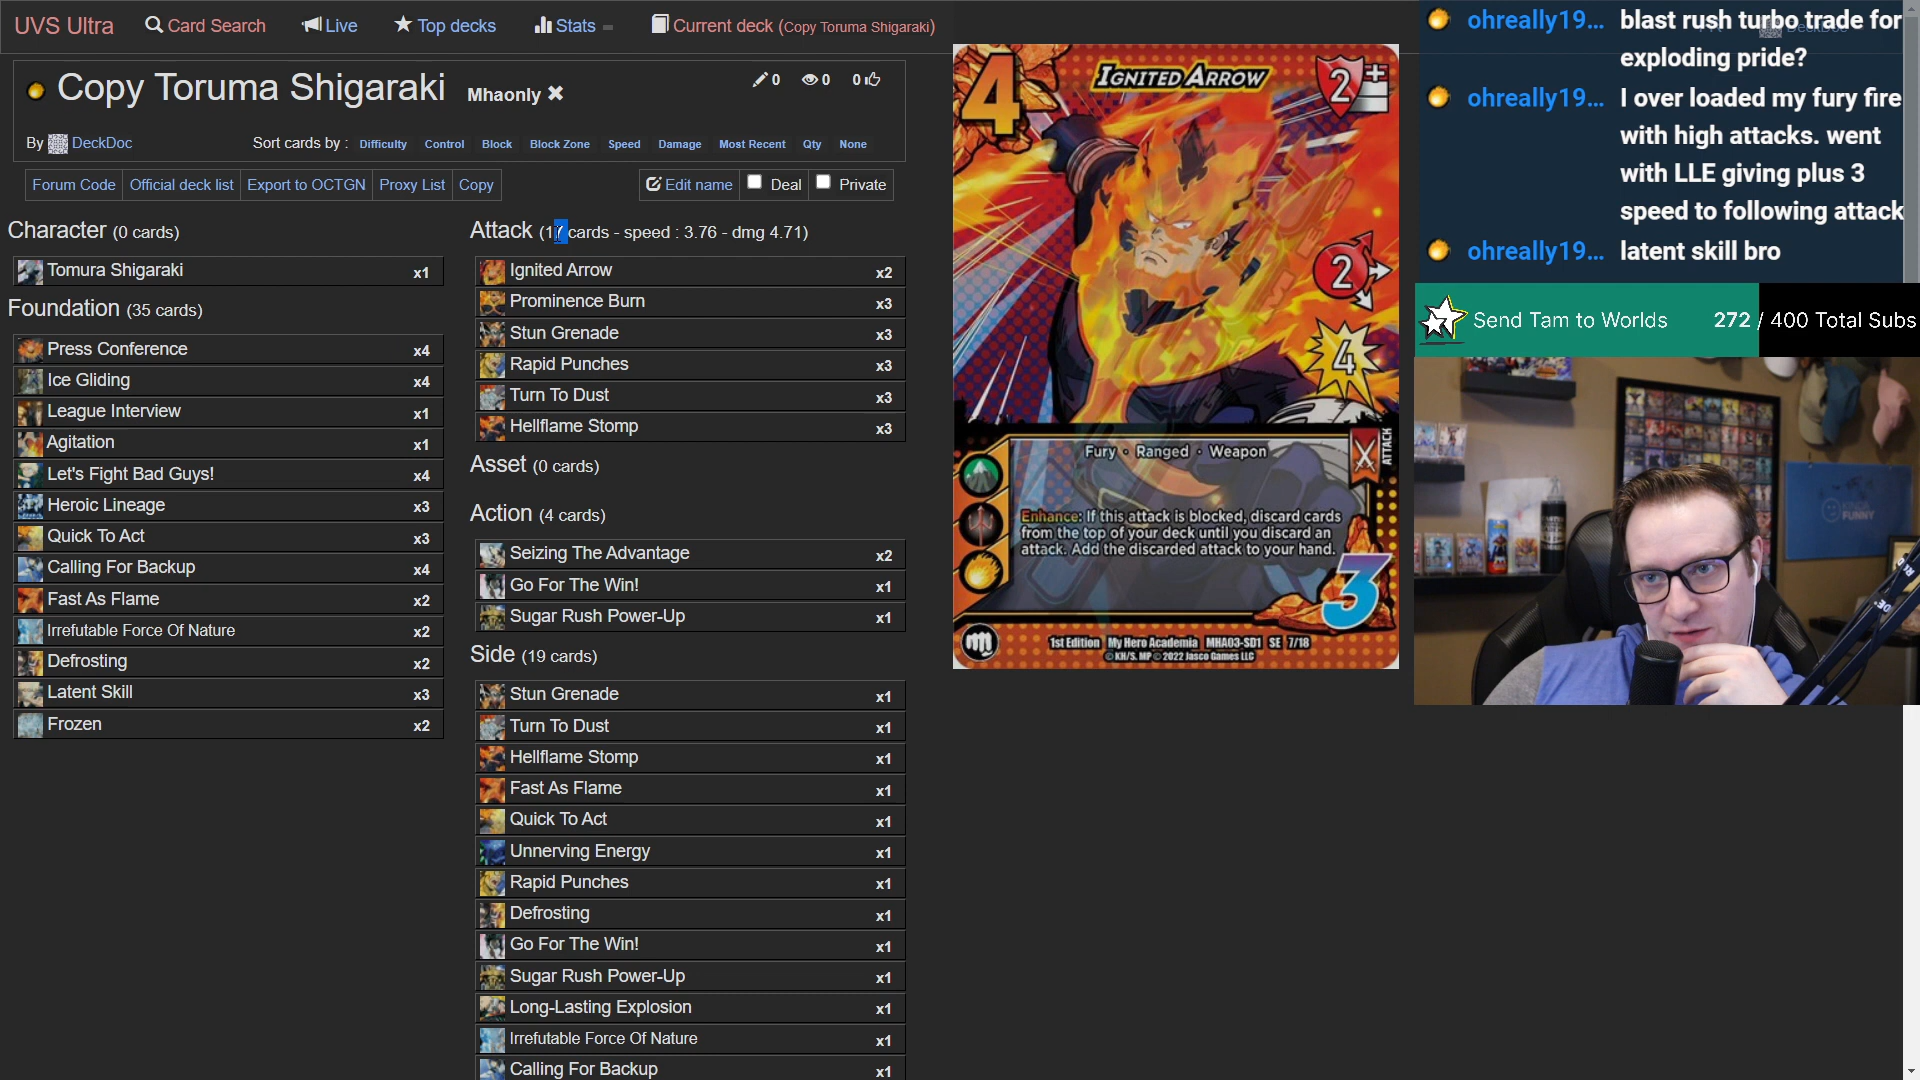 UVS Ultra
Card Search
Live
Top decks
Stats
Current deck (Copy Toruma Shigaraki)
Copy Toruma Shigaraki
Mhaonly
0
0
0
By DeckDoc
Sort cards by : Difficulty Control Block Block Zone Speed Damage Most Recent Qty None
Forum Code
Official deck list
Export to OCTGN
Proxy List
Copy
Edit name
Deal
Private
Character (0 cards)
Tomura Shigaraki x1
Foundation (35 cards)
Press Conference x4
Ice Gliding x4
League Interview x1
Agitation x1
Let's Fight Bad Guys! x4
Heroic Lineage x3
Quick To Act x3
Calling For Backup x4
Fast As Flame x2
Irrefutable Force Of Nature x2
Defrosting x2
Latent Skill x3
Frozen x2
Attack (17 cards - speed : 3.76 - dmg 4.71)
Ignited Arrow x2
Prominence Burn x3
Stun Grenade x3
Rapid Punches x3
Turn To Dust x3
Hellflame Stomp x3
Asset (0 cards)
Action (4 cards)
Seizing The Advantage x2
Go For The Win! x1
Sugar Rush Power-Up x1
Side (19 cards)
Stun Grenade x1
Turn To Dust x1
Hellflame Stomp x1
Fast As Flame x1
Quick To Act x1
Unnerving Energy x1
Rapid Punches x1
Defrosting x1
Go For The Win! x1
Sugar Rush Power-Up x1
Long-Lasting Explosion x1
Irrefutable Force Of Nature x1
Calling For Backup x1
4
Ignited Arrow
2+
2
4
ATTACK
Fury · Ranged · Weapon
Enhance: If this attack is blocked, discard cards
from the top of your deck until you discard an
attack. Add the discarded attack to your hand.
3
1st Edition My Hero Academia MHA03-SD1 SE 7/18
© KH/S. MP © 2022 Jasco Games LLC
ohreally19... blast rush turbo trade for
exploding pride?
ohreally19... I over loaded my fury fire
with high attacks. went
with LLE giving plus 3
speed to following attack
ohreally19... latent skill bro
Send Tam to Worlds 272 / 400 Total Subs
FUNNY